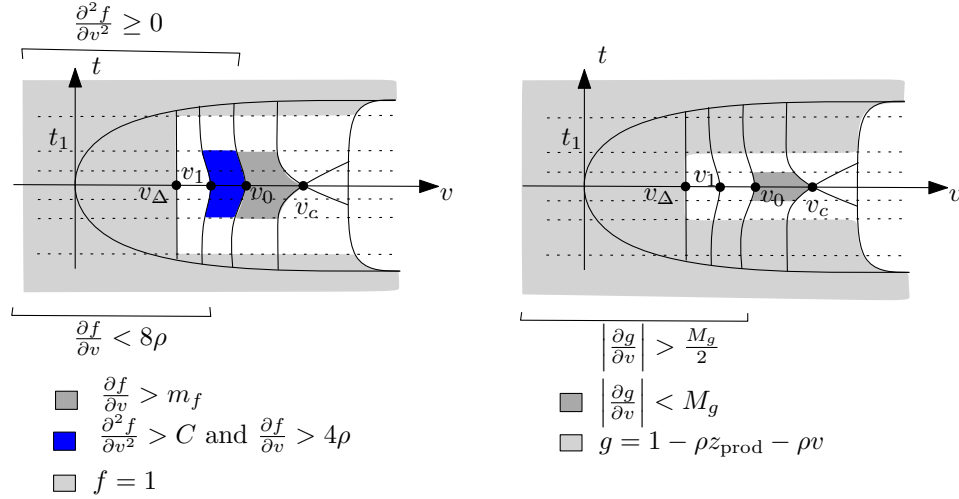 ∂²f/∂v² ≥ 0
t
t₁
v_Δ
v₁
v₀
v_c
v
∂f/∂v < 8ρ
∂f/∂v > m_f
∂²f/∂v² > C and ∂f/∂v > 4ρ
f = 1
t
t₁
v_Δ
v₁
v₀
v_c
v
|∂g/∂v| > M_g/2
|∂g/∂v| < M_g
g = 1 − ρz_prod − ρv